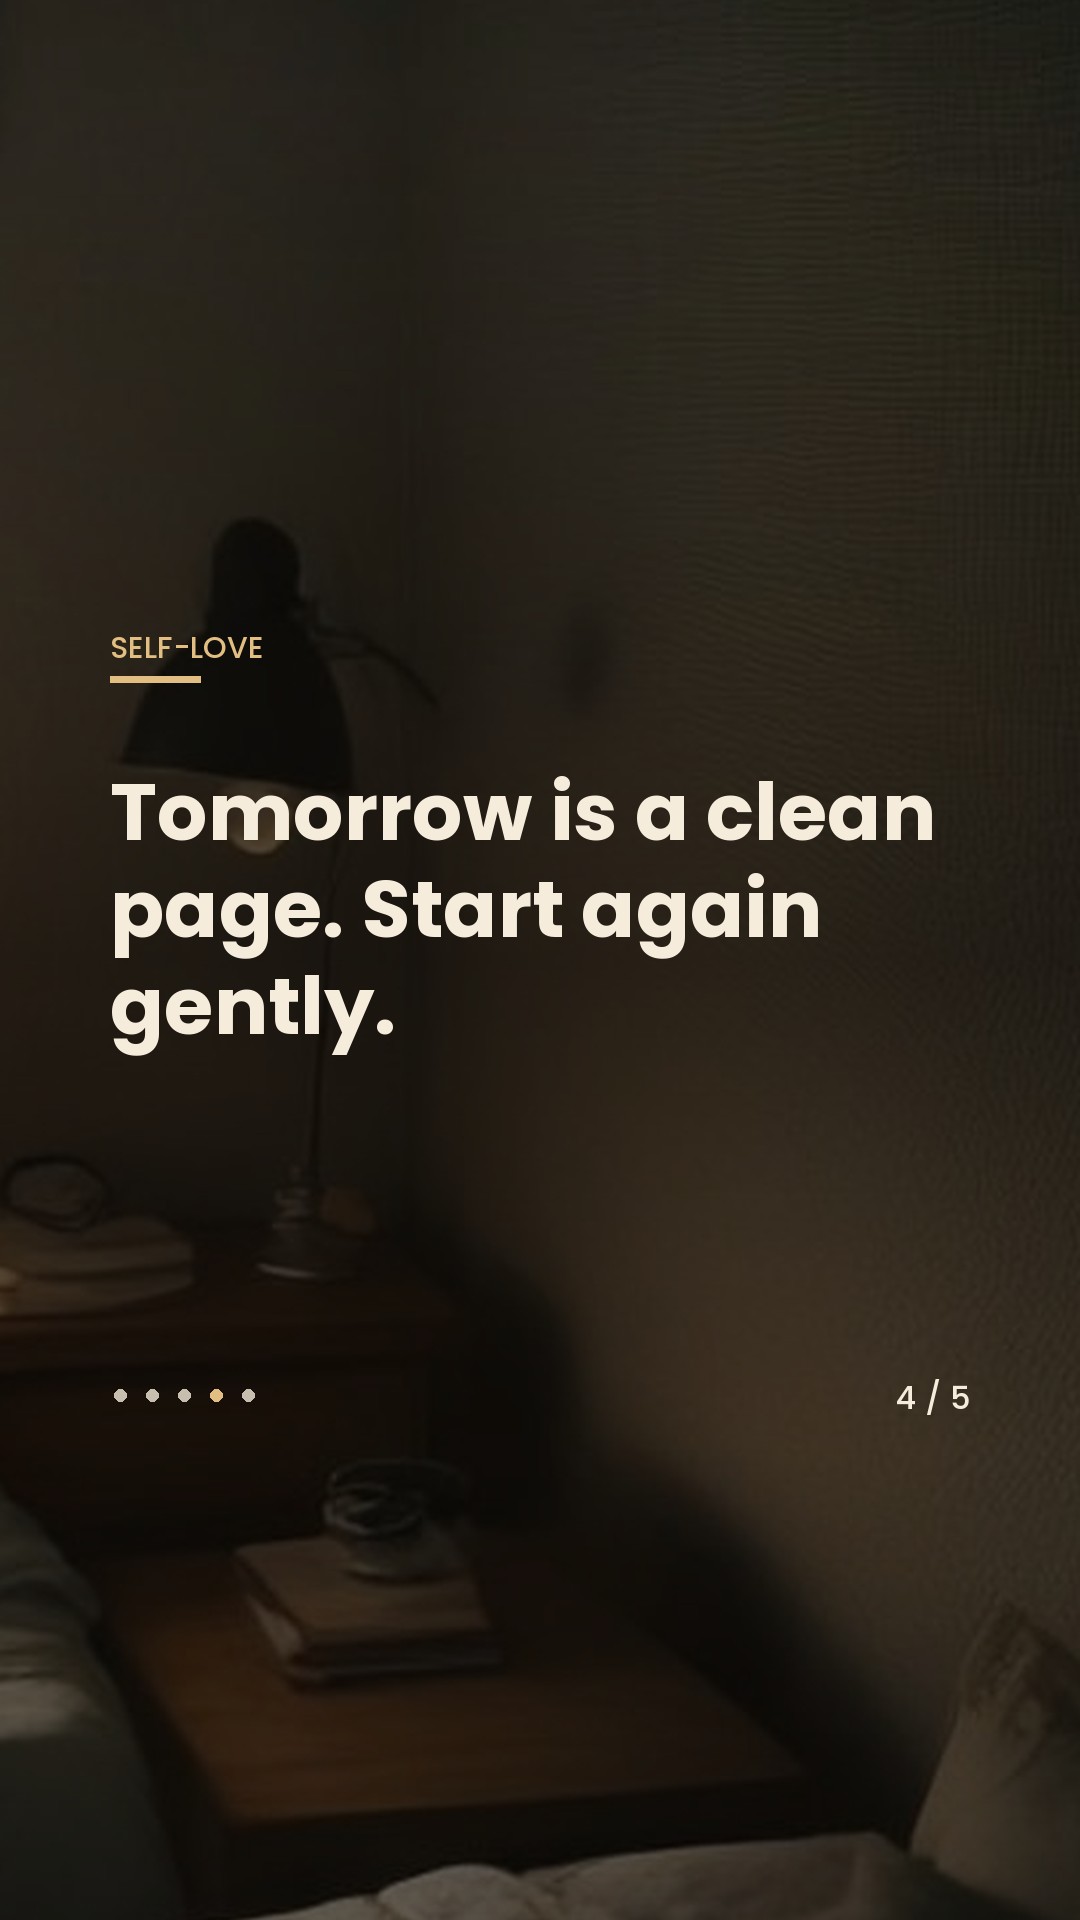 SELF-LOVE
Tomorrow is a clean
page. Start again
gently.
4 / 5